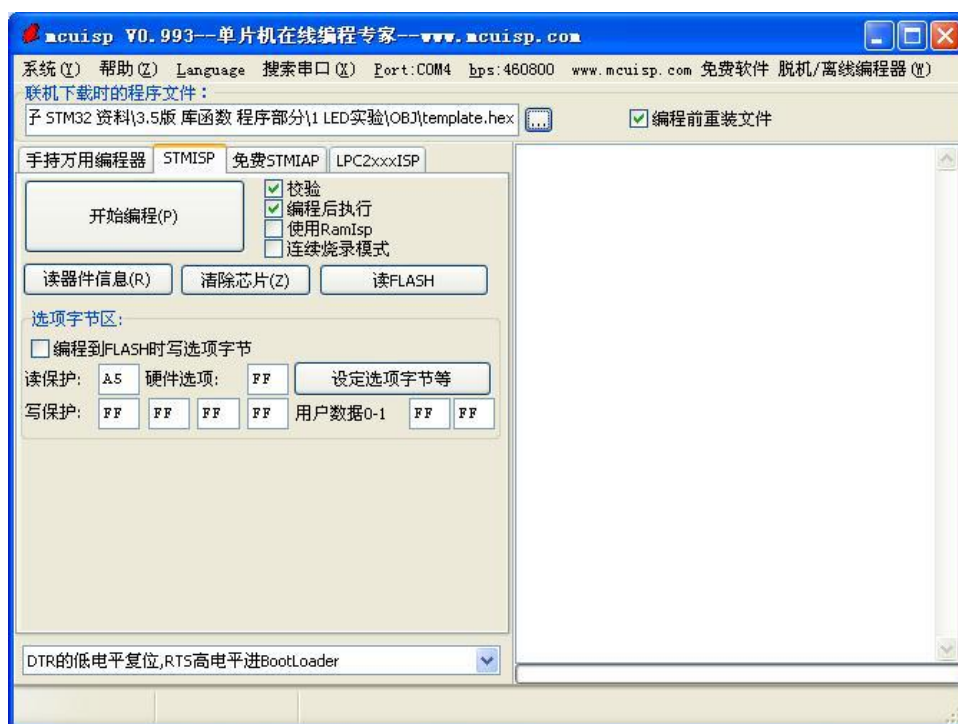 mcuisp V0.993--单片机在线编程专家--www.mcuisp.com
系统(Y) 帮助(Z) Language 搜索串口(X) Port:COM4 bps:460800 www.mcuisp.com 免费软件 脱机/离线编程器(W)
联机下载时的程序文件：
子 STM32 资料\3.5版 库函数 程序部分\1 LED实验\OBJ\template.hex ... 编程前重装文件
手持万用编程器 STMISP 免费STMIAP LPC2xxxISP
开始编程(P)
校验
编程后执行
使用RamIsp
连续烧录模式
读器件信息(R) 清除芯片(Z) 读FLASH
选项字节区:
编程到FLASH时写选项字节
读保护: A5 硬件选项: FF 设定选项字节等
写保护: FF FF FF FF 用户数据0-1 FF FF
DTR的低电平复位,RTS高电平进BootLoader